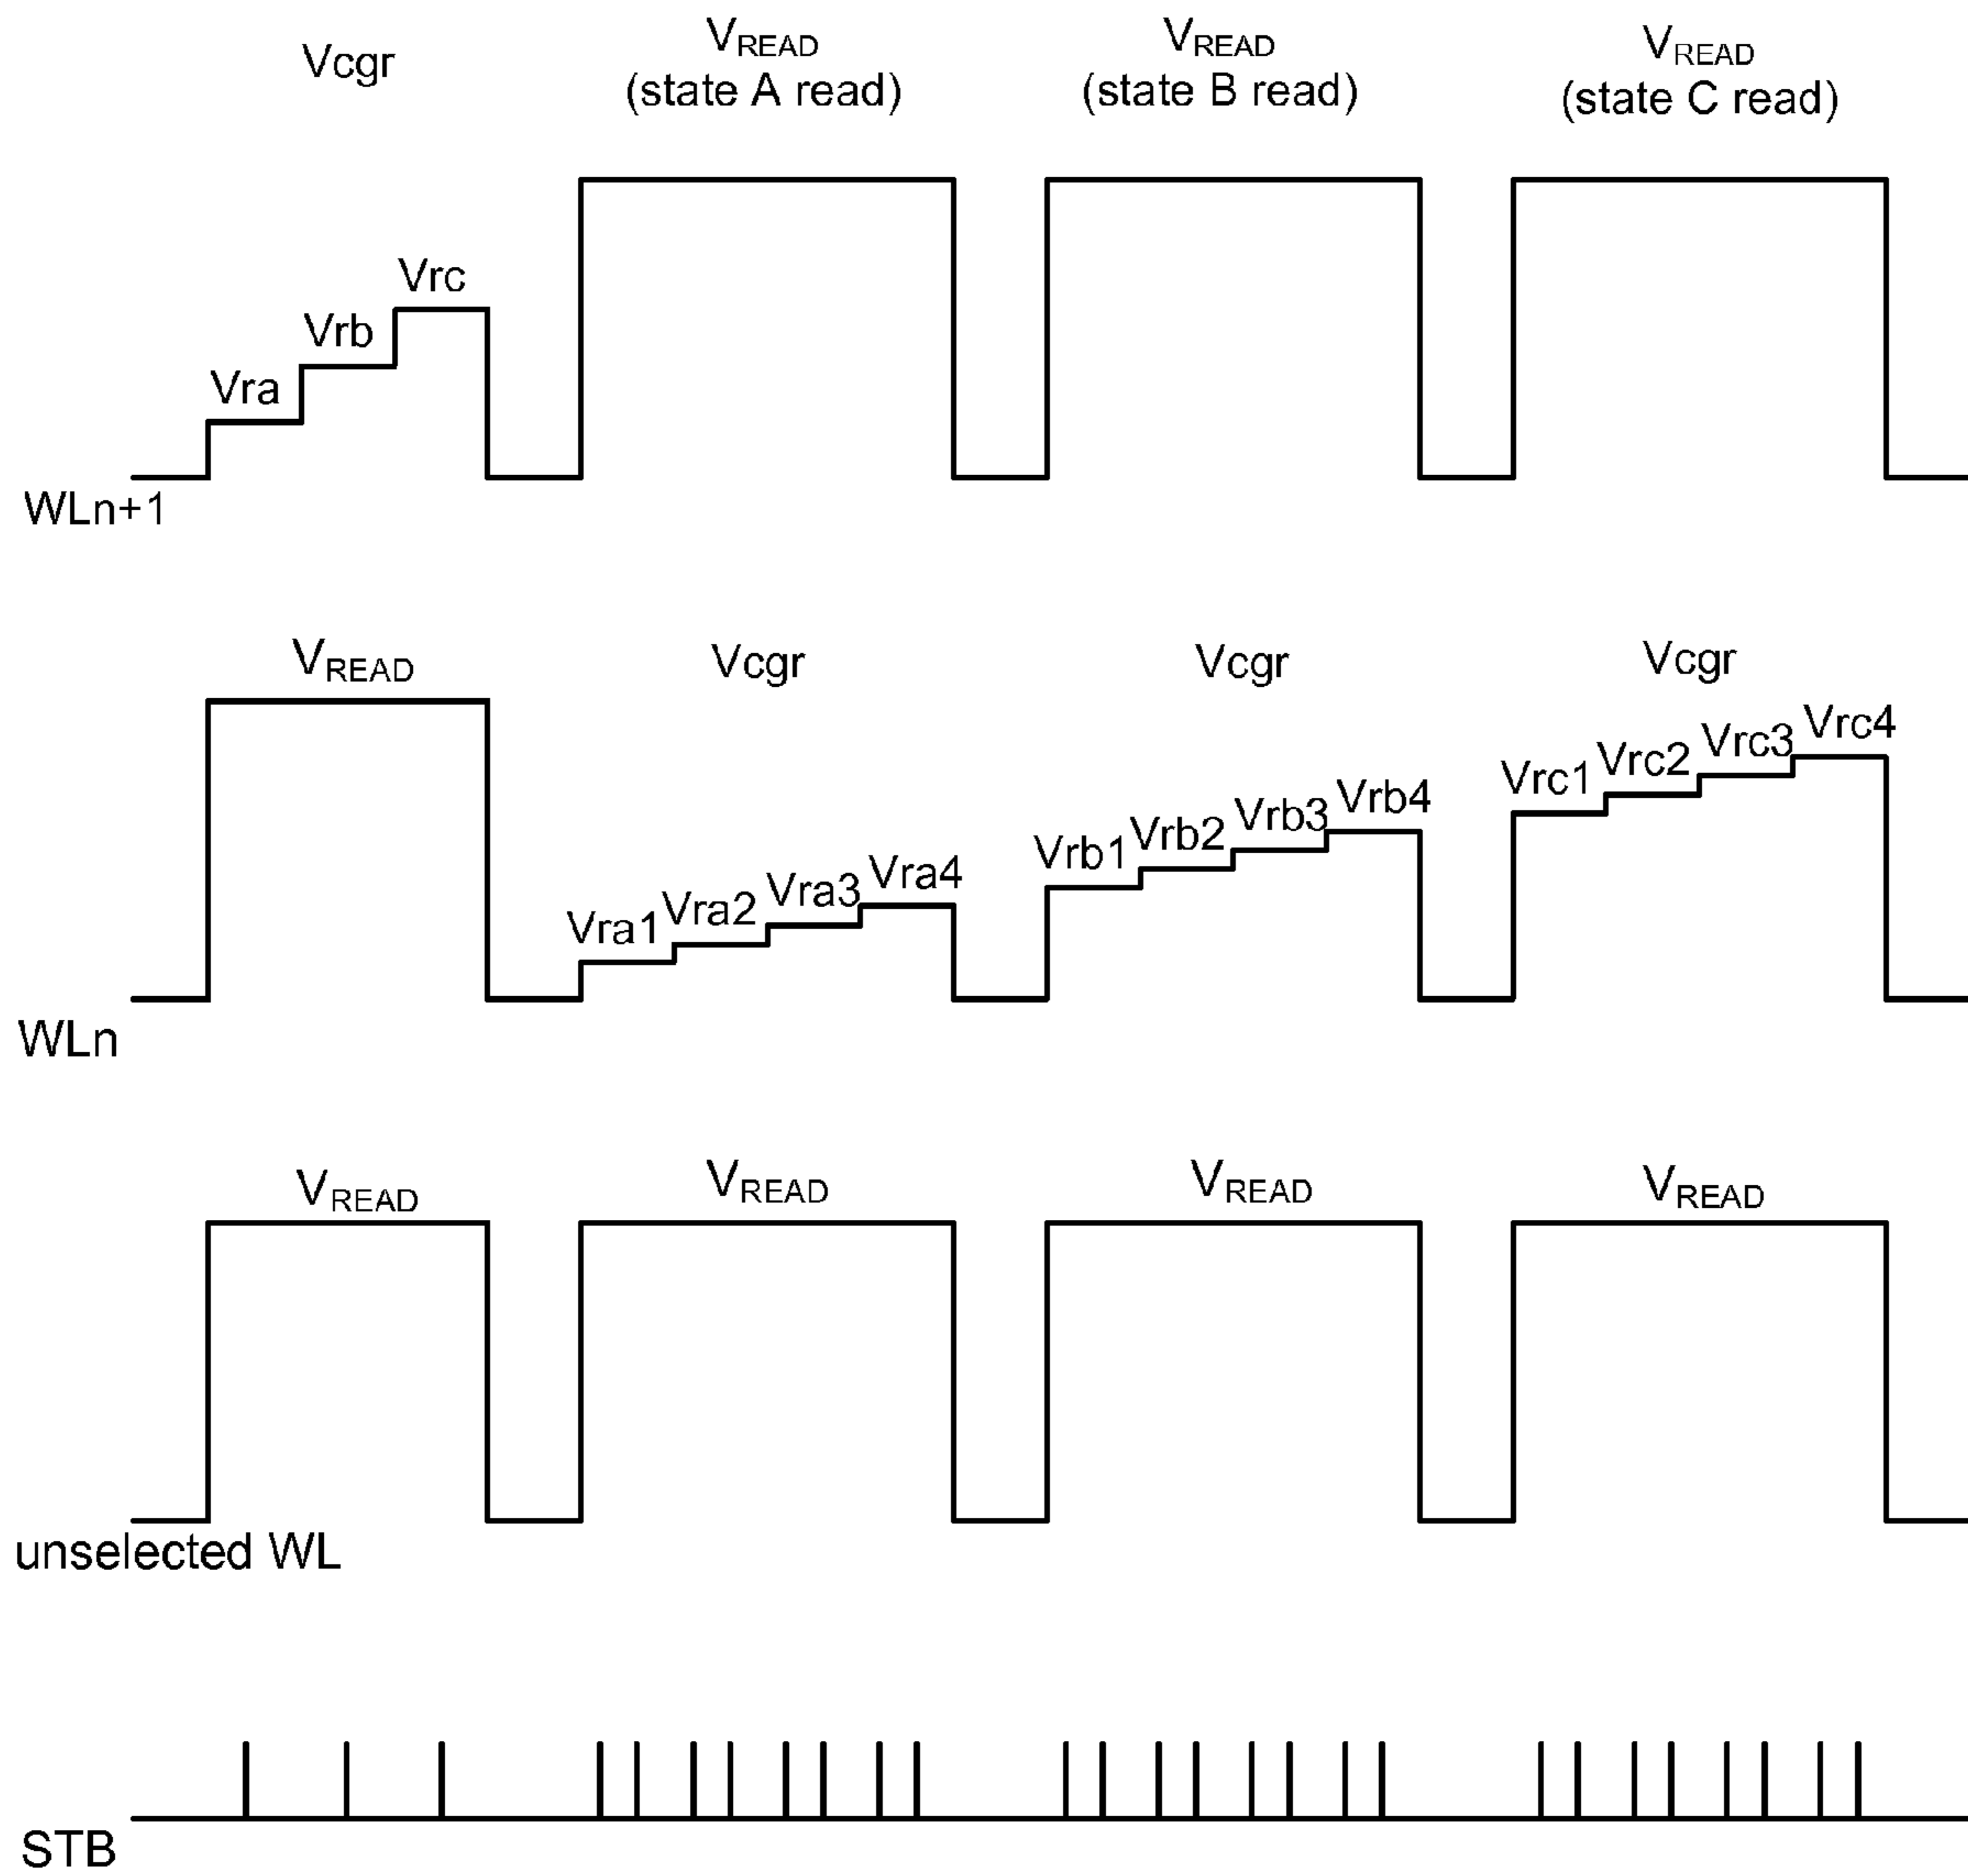 Vcgr
VREAD
(state A read)
VREAD
(state B read)
VREAD
(state C read)
Vra
Vrb
Vrc
WLn+1
VREAD
Vcgr
Vcgr
Vcgr
Vra1
Vra2
Vra3
Vra4
Vrb1
Vrb2
Vrb3
Vrb4
Vrc1
Vrc2
Vrc3
Vrc4
WLn
VREAD
VREAD
VREAD
VREAD
unselected WL
STB